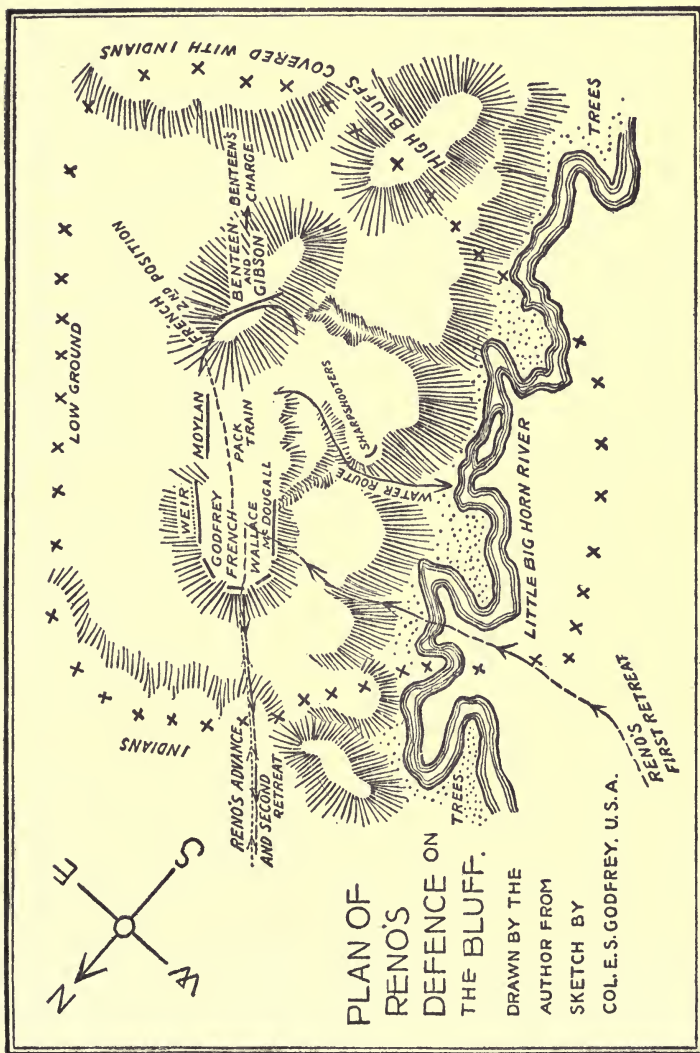 PLAN OF
RENO'S
DEFENCE ON
THE BLUFF.
DRAWN BY THE
AUTHOR FROM
SKETCH BY
COL. E. S. GODFREY, U.S.A.
N
E
S
W
RENO'S ADVANCE
AND SECOND
RETREAT
INDIANS
LOW GROUND
WEIR
GODFREY
FRENCH
WALLACE
McDOUGALL
MOYLAN
PACK
TRAIN
FRENCH
2ND POSITION
BENTEEN
AND
GIBSON
BENTEEN'S
CHARGE
COVERED WITH INDIANS
HIGH BLUFFS
SHARPSHOOTERS
WATER ROUTE
LITTLE BIG HORN RIVER
RENO'S
FIRST RETREAT
TREES
TREES